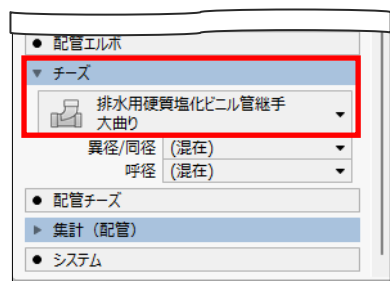 ● 配管エルボ
▼ チーズ
排水用硬質塩化ビニル管継手
大曲り
異径/同径 (混在)
呼径 (混在)
● 配管チーズ
▶ 集計（配管）
● システム